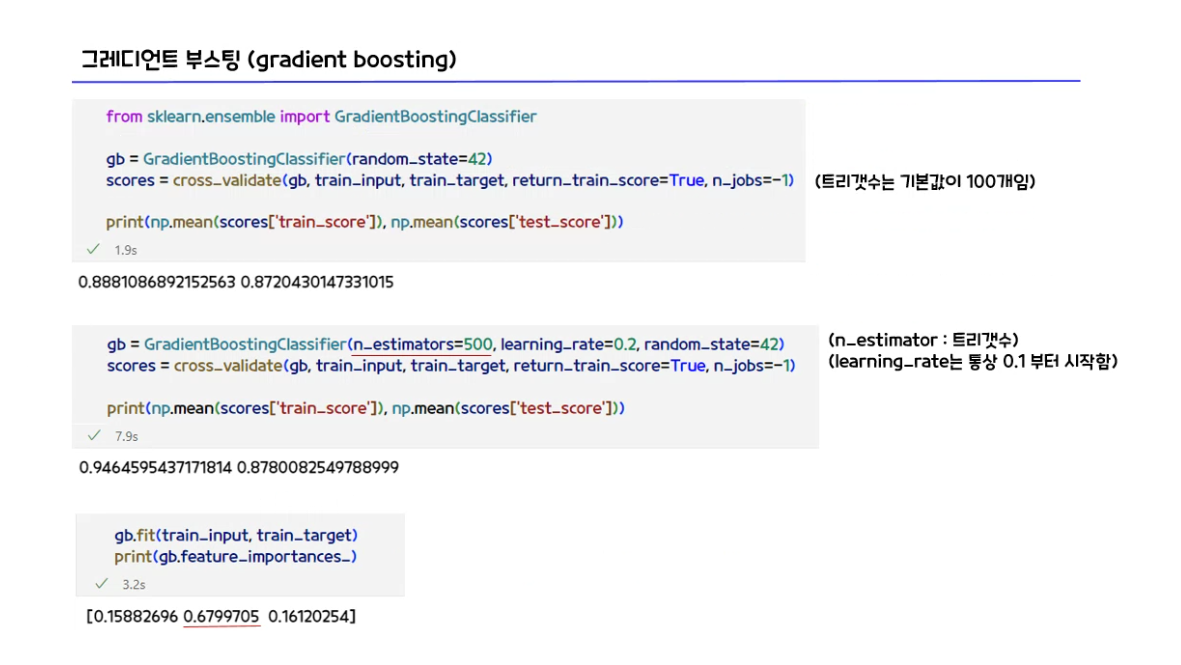 그레디언트 부스팅 (gradient boosting)
from sklearn.ensemble import GradientBoostingClassifier
gb = GradientBoostingClassifier(random_state=42)
scores = cross_validate(gb, train_input, train_target, return_train_score=True, n_jobs=-1)
(트리갯수는 기본값이 100개임)
print(np.mean(scores['train_score']), np.mean(scores['test_score']))
1.9s
0.8881086892152563 0.8720430147331015
gb = GradientBoostingClassifier(n_estimators=500, learning_rate=0.2, random_state=42)
(n_estimator : 트리갯수)
scores = cross_validate(gb, train_input, train_target, return_train_score=True, n_jobs=-1)
(learning_rate는 통상 0.1 부터 시작함)
print(np.mean(scores['train_score']), np.mean(scores['test_score']))
7.9s
0.9464595437171814 0.8780082549788999
gb.fit(train_input, train_target)
print(gb.feature_importances_)
3.2s
[0.15882696 0.6799705 0.16120254]